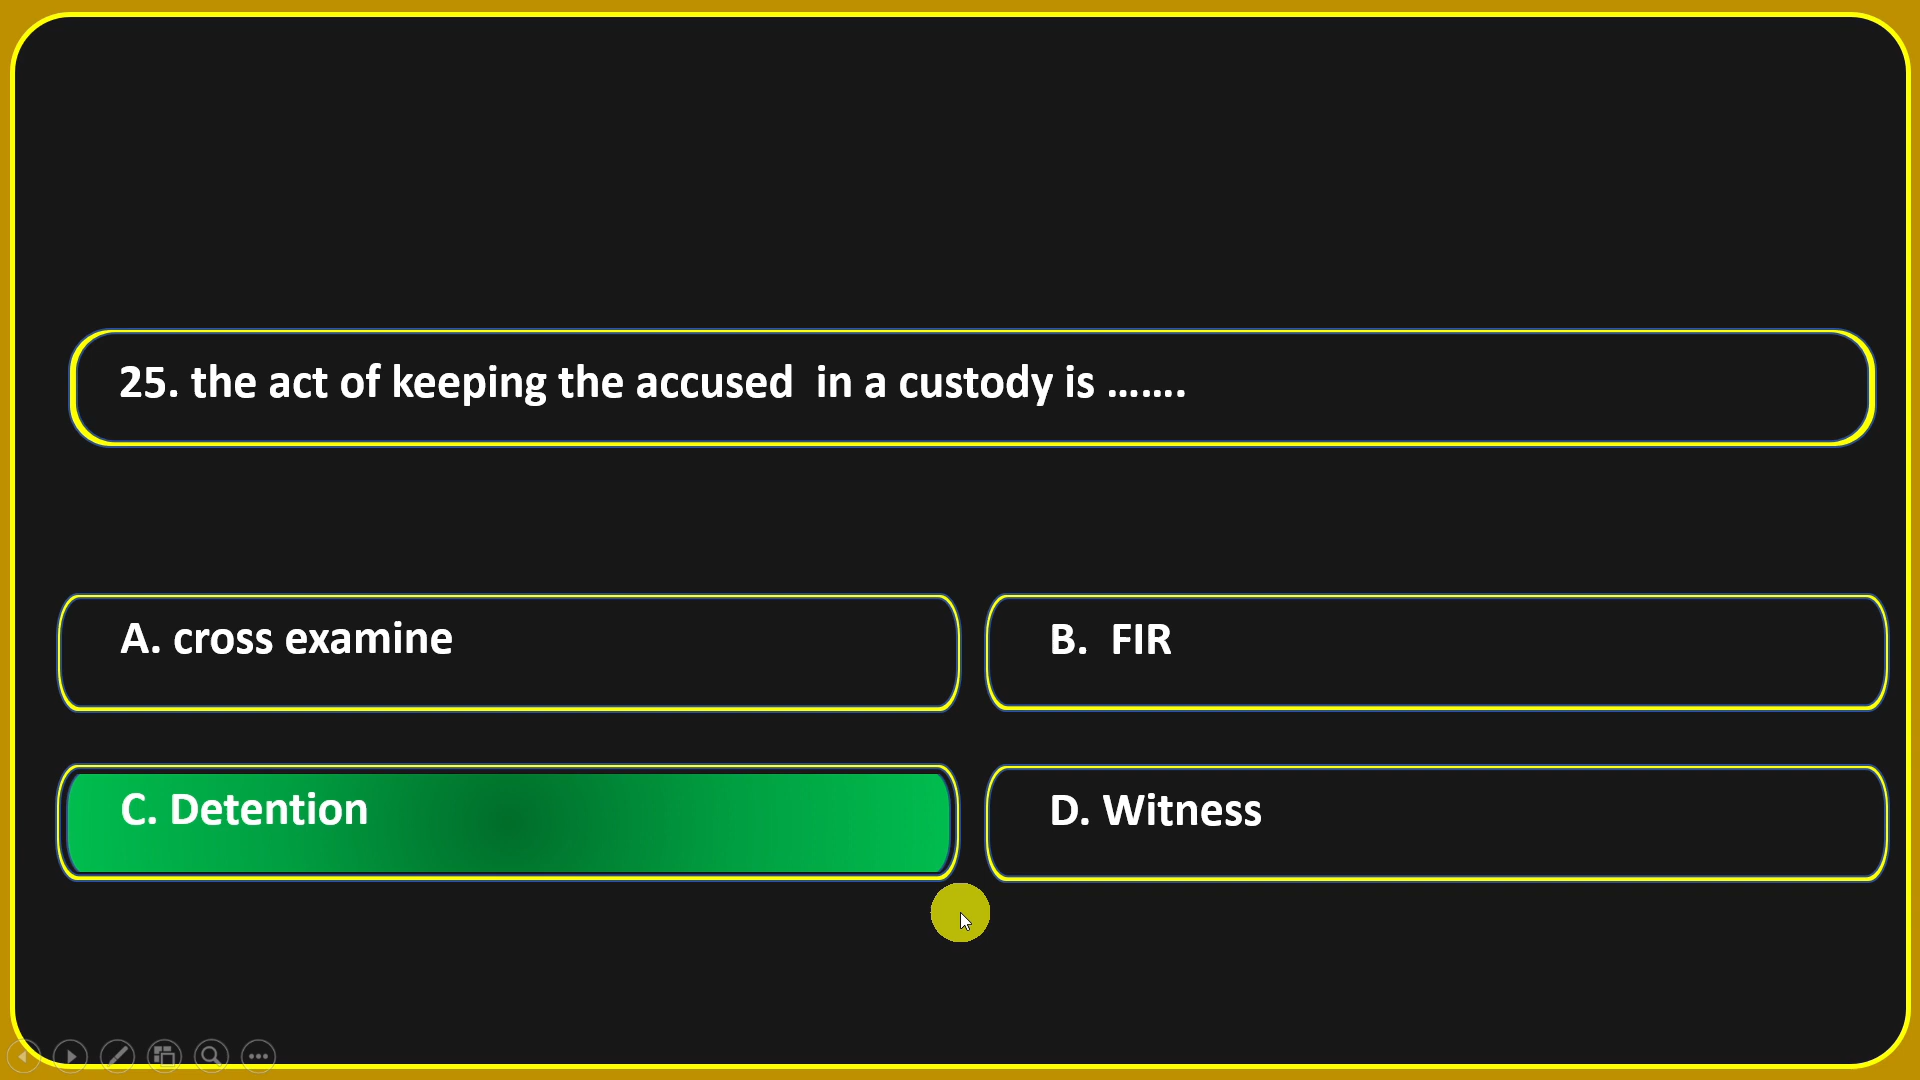 25. the act of keeping the accused  in a custody is …….
A. cross examine
B.  FIR
C. Detention
D. Witness